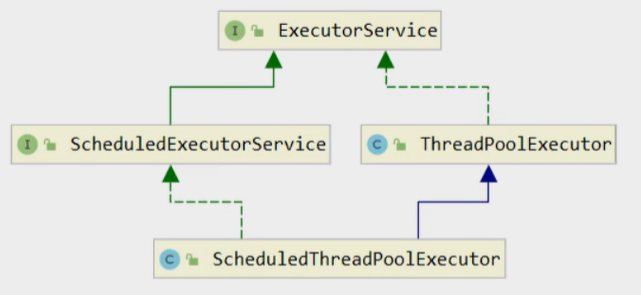 I ExecutorService
I ScheduledExecutorService
C ThreadPoolExecutor
C ScheduledThreadPoolExecutor